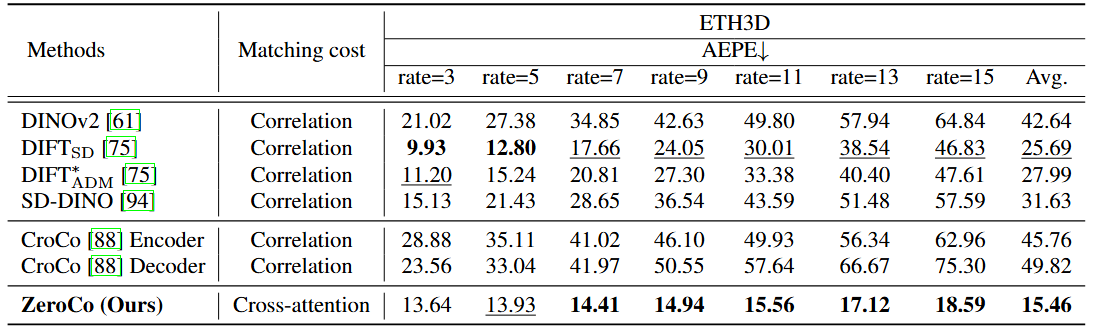 Methods Matching cost ETH3D
AEPE↓
rate=3 rate=5 rate=7 rate=9 rate=11 rate=13 rate=15 Avg.
DINOv2 [61] Correlation 21.02 27.38 34.85 42.63 49.80 57.94 64.84 42.64
DIFTSD [75] Correlation 9.93 12.80 17.66 24.05 30.01 38.54 46.83 25.69
DIFT*ADM [75] Correlation 11.20 15.24 20.81 27.30 33.38 40.40 47.61 27.99
SD-DINO [94] Correlation 15.13 21.43 28.65 36.54 43.59 51.48 57.59 31.63
CroCo [88] Encoder Correlation 28.88 35.11 41.02 46.10 49.93 56.34 62.96 45.76
CroCo [88] Decoder Correlation 23.56 33.04 41.97 50.55 57.64 66.67 75.30 49.82
ZeroCo (Ours) Cross-attention 13.64 13.93 14.41 14.94 15.56 17.12 18.59 15.46